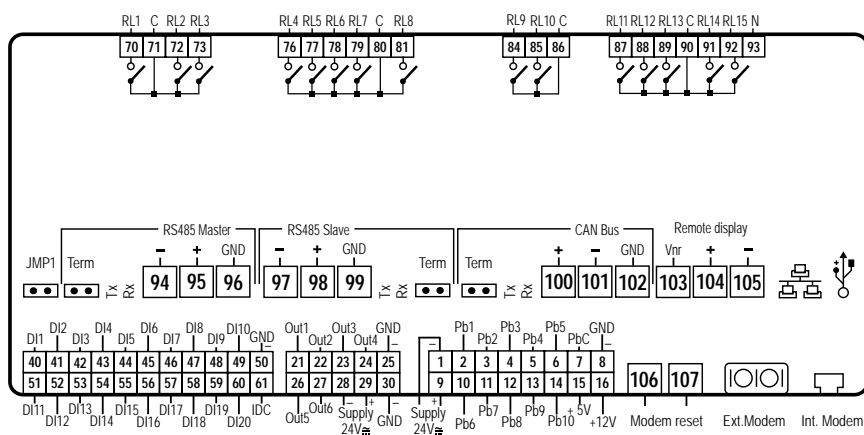 RL1 C RL2 RL3 RL4 RL5 RL6 RL7 C RL8 RL9 RL10 C RL11 RL12 RL13 C RL14 RL15 N
70 71 72 73 76 77 78 79 80 81 84 85 86 87 88 89 90 91 92 93
RS485 Master RS485 Slave CAN Bus Remote display
JMP1 Term − + GND − + GND Term Term + − GND Vnr + −
94 95 96 97 98 99 100 101 102 103 104 105
Tx Rx Tx Rx Tx Rx
DI1 DI2 DI3 DI4 DI5 DI6 DI7 DI8 DI9 DI10 GND − Out1 Out2 Out3 Out4 GND − − Pb1 Pb2 Pb3 Pb4 Pb5 PbC GND −
40 41 42 43 44 45 46 47 48 49 50 21 22 23 24 25 1 2 3 4 5 6 7 8
51 52 53 54 55 56 57 58 59 60 61 26 27 28 29 30 9 10 11 12 13 14 15 16
106 107
DI11 DI12 DI13 DI14 DI15 DI16 DI17 DI18 DI19 DI20 IDC Out5 Out6 − + Supply 24V GND − + Supply 24V Pb6 Pb7 Pb8 Pb9 Pb10 + 5V +12V Modem reset Ext.Modem Int. Modem